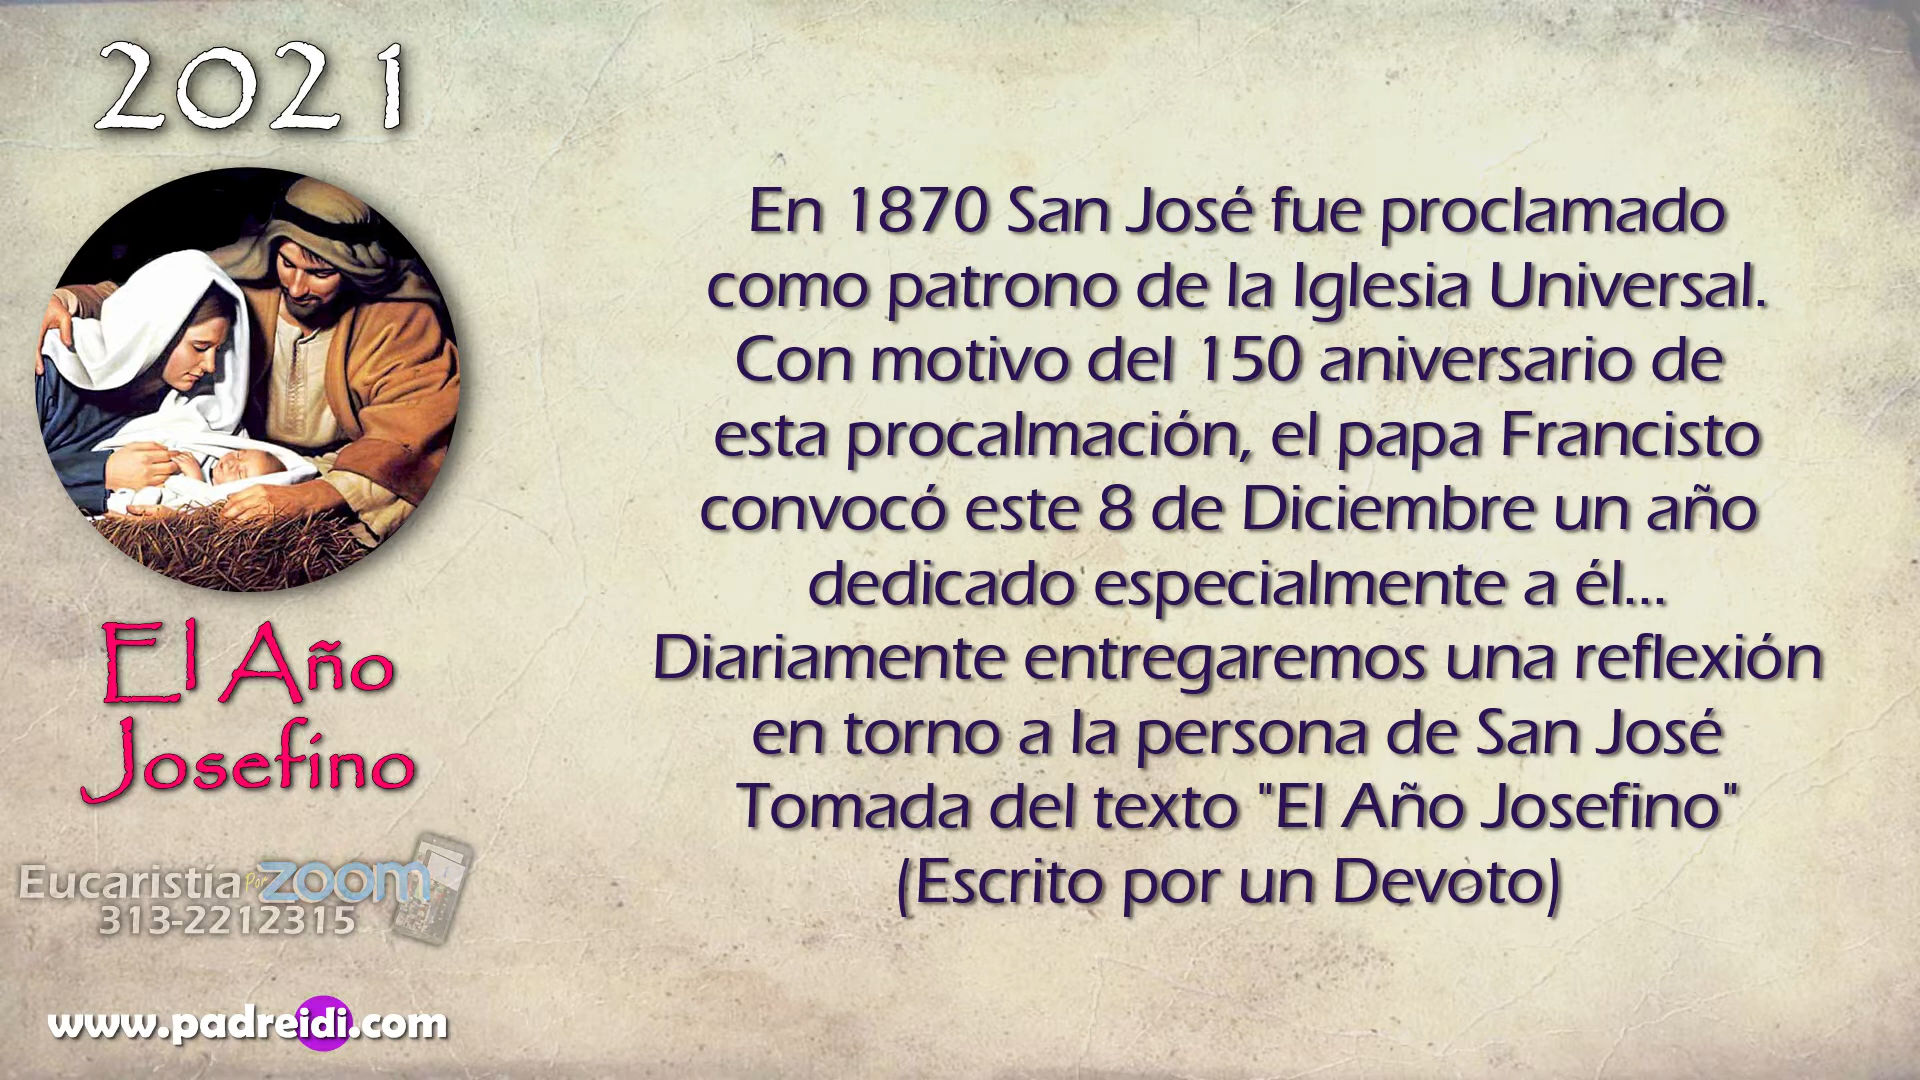 2021
El Año
Josefino
Eucaristía Por zoom
313-2212315
www.padreidi.com
En 1870 San José fue proclamado
como patrono de la Iglesia Universal.
Con motivo del 150 aniversario de
esta procalmación, el papa Francisto
convocó este 8 de Diciembre un año
dedicado especialmente a él...
Diariamente entregaremos una reflexión
en torno a la persona de San José
Tomada del texto "El Año Josefino"
(Escrito por un Devoto)